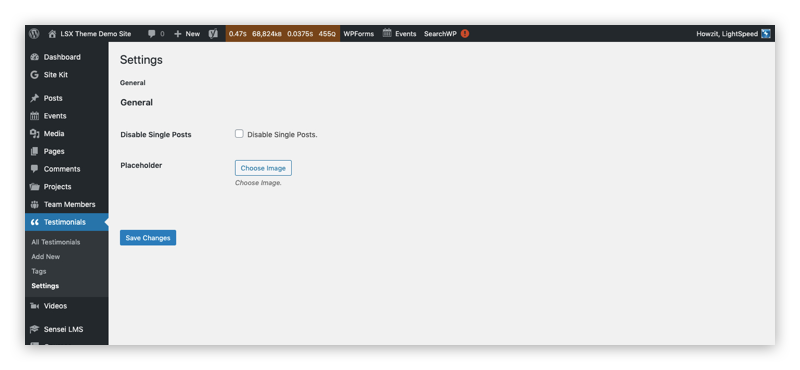 LSX Theme Demo Site 0 New 0.47s 68,824kB 0.0375s 455Q WPForms Events SearchWP Howzit, LightSpeed
Dashboard
Site Kit
Posts
Events
Media
Pages
Comments
Projects
Team Members
Testimonials
All Testimonials
Add New
Tags
Settings
Videos
Sensei LMS
Settings
General
General
Disable Single Posts Disable Single Posts.
Placeholder Choose Image
Choose Image.
Save Changes